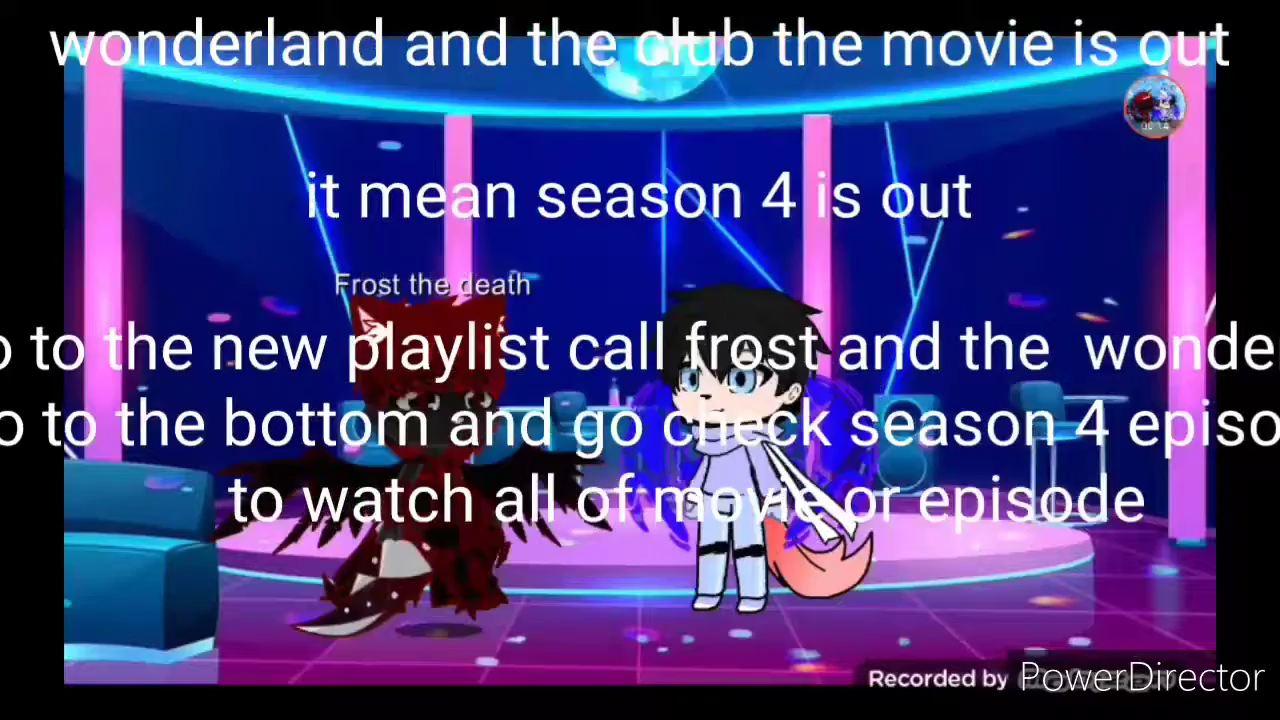 wonderland and the club the movie is out
00:14
it mean season 4 is out
Frost the death
o to the new playlist call frost and the wonde
o to the bottom and go check season 4 episo
to watch all of movie or episode
Recorded by
PowerDirector